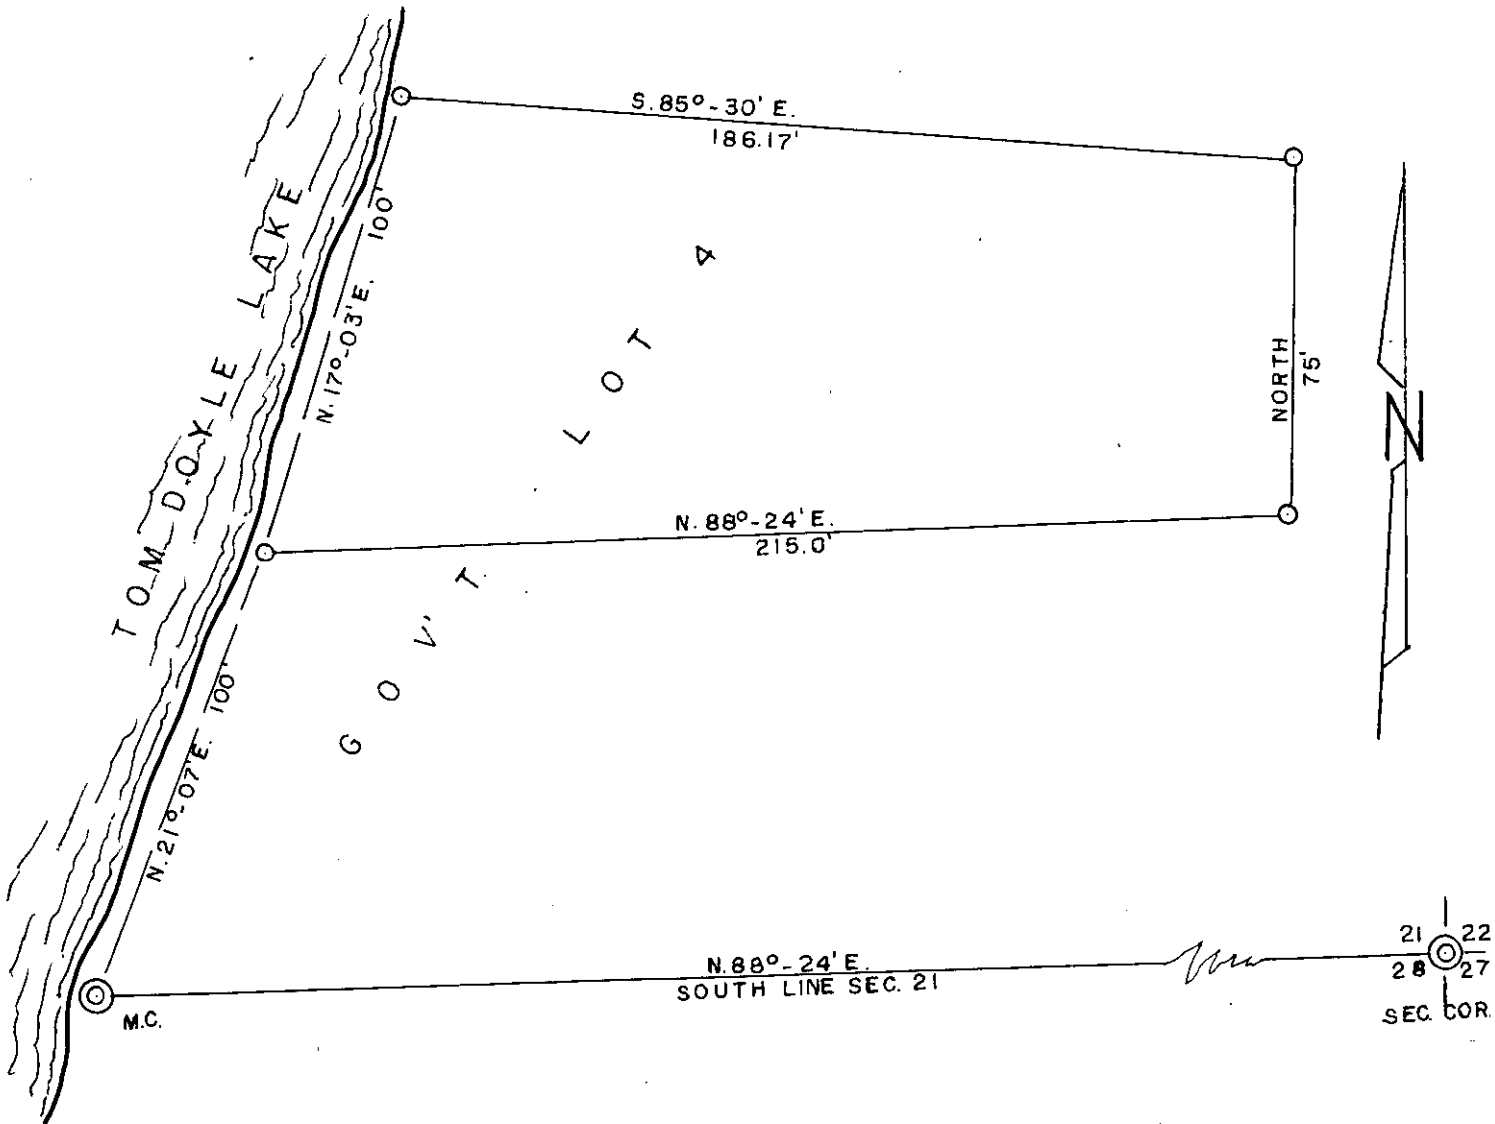 S. 85°-30' E.
186.17'
TOM DOYLE LAKE
N. 17°-03' E. 100'
NORTH
75'
N
GOV'T LOT 4
N. 88°-24' E.
215.0'
N. 21°-07' E. 100'
N. 88°-24' E.
SOUTH LINE SEC. 21
M.C.
21 22
28 27
SEC. COR.